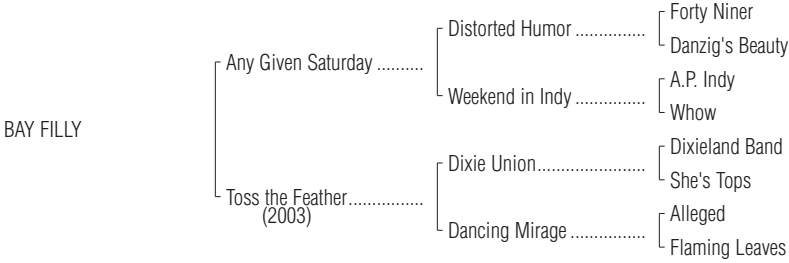 Forty Niner
Distorted Humor ...............
Danzig's Beauty
Any Given Saturday ..........
A.P. Indy
Weekend in Indy ...............
Whow
BAY FILLY
Dixieland Band
Dixie Union.......................
She's Tops
Toss the Feather................
(2003)
Alleged
Dancing Mirage ................
Flaming Leaves